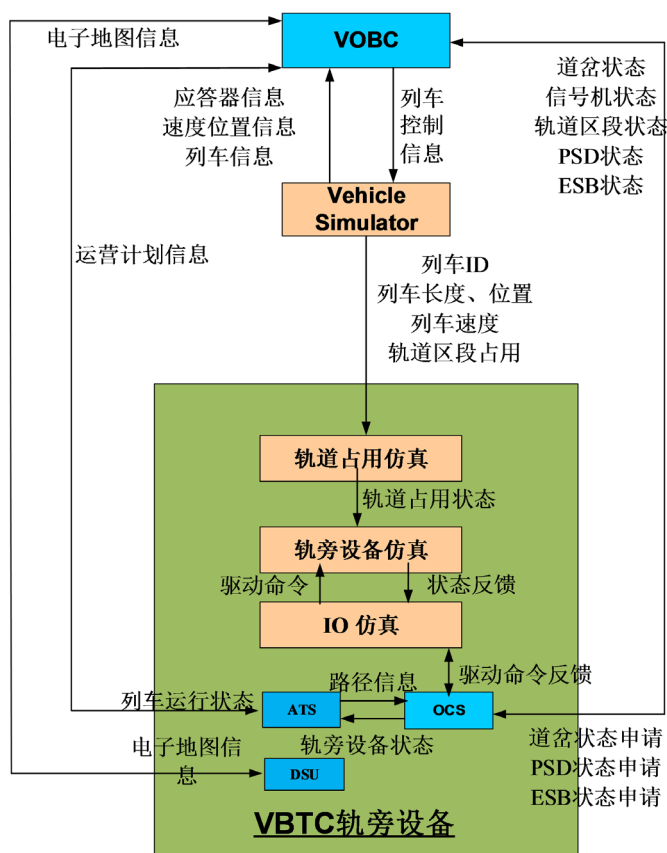 电子地图信息
VOBC
应答器信息
速度位置信息
列车信息
列车
控制
信息
道岔状态
信号机状态
轨道区段状态
PSD状态
ESB状态
Vehicle
Simulator
运营计划信息
列车ID
列车长度、位置
列车速度
轨道区段占用
轨道占用仿真
轨道占用状态
轨旁设备仿真
驱动命令
状态反馈
IO 仿真
驱动命令反馈
列车运行状态
ATS
路径信息
OCS
轨旁设备状态
道岔状态申请
PSD状态申请
ESB状态申请
电子地图信
息
DSU
VBTC轨旁设备